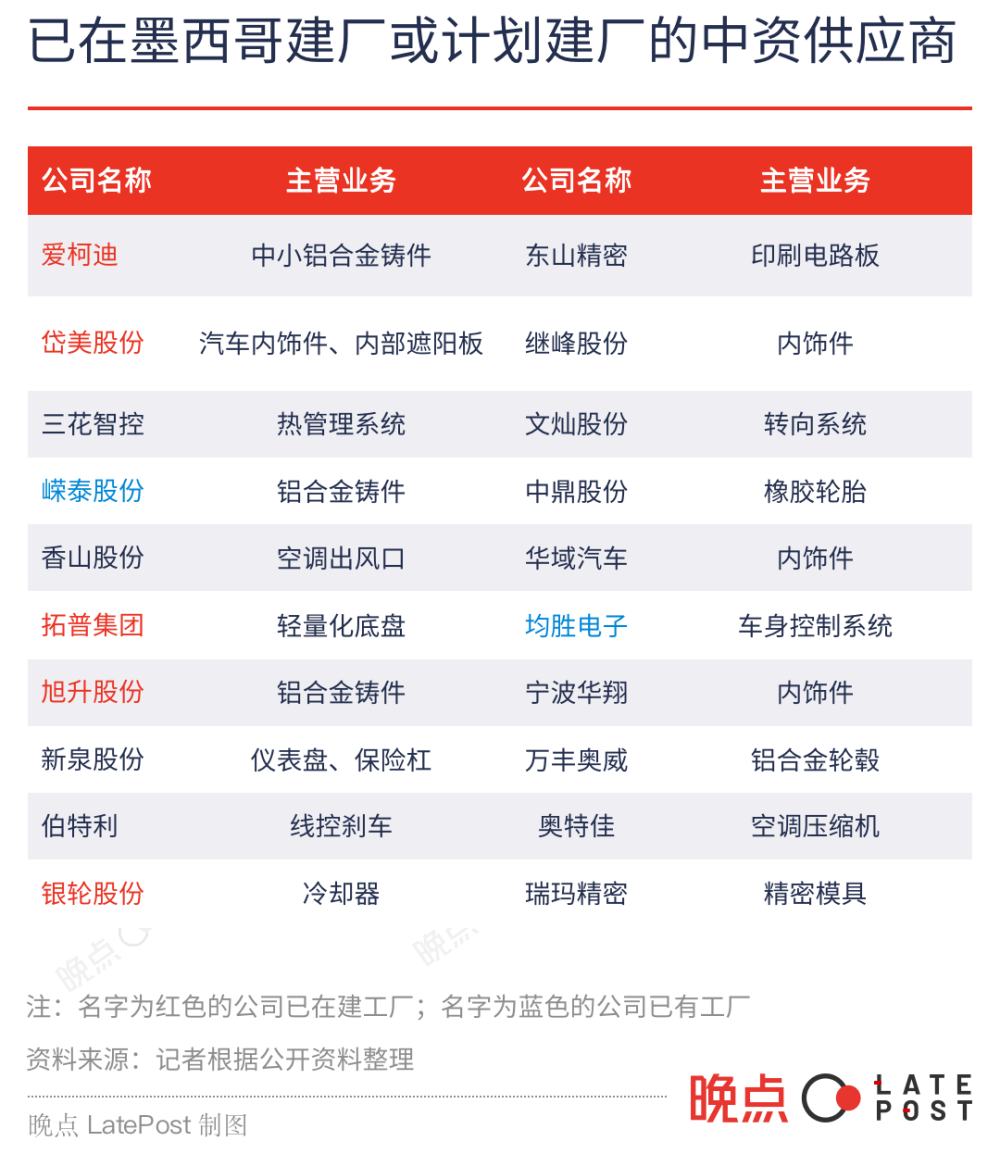 已在墨西哥建厂或计划建厂的中资供应商
公司名称 主营业务 公司名称 主营业务
爱柯迪 中小铝合金铸件 东山精密 印刷电路板
岱美股份 汽车内饰件、内部遮阳板 继峰股份 内饰件
三花智控 热管理系统 文灿股份 转向系统
嵘泰股份 铝合金铸件 中鼎股份 橡胶轮胎
香山股份 空调出风口 华域汽车 内饰件
拓普集团 轻量化底盘 均胜电子 车身控制系统
旭升股份 铝合金铸件 宁波华翔 内饰件
新泉股份 仪表盘、保险杠 万丰奥威 铝合金轮毂
伯特利 线控刹车 奥特佳 空调压缩机
银轮股份 冷却器 瑞玛精密 精密模具
晚点 晚点
注：名字为红色的公司已在建工厂；名字为蓝色的公司已有工厂
资料来源：记者根据公开资料整理
晚点 LatePost 制图
晚点 LATE
POST